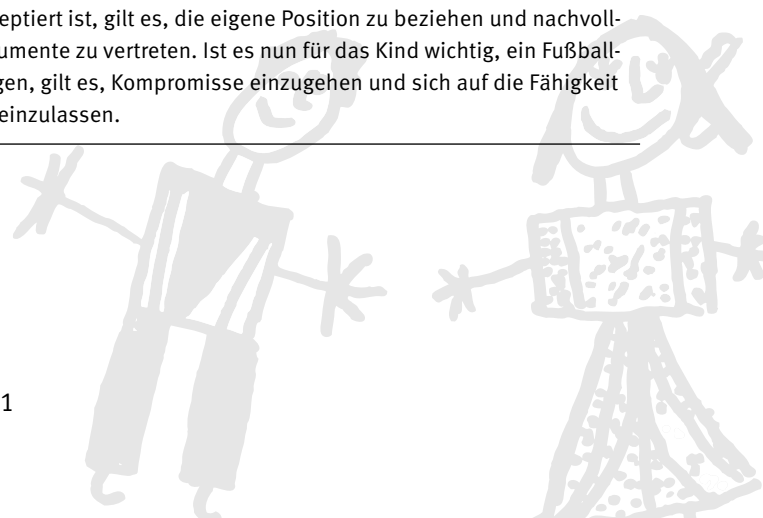 eptiert ist, gilt es, die eigene Position zu beziehen und nachvoll-
umente zu vertreten. Ist es nun für das Kind wichtig, ein Fußball-
gen, gilt es, Kompromisse einzugehen und sich auf die Fähigkeit
einzulassen.
1